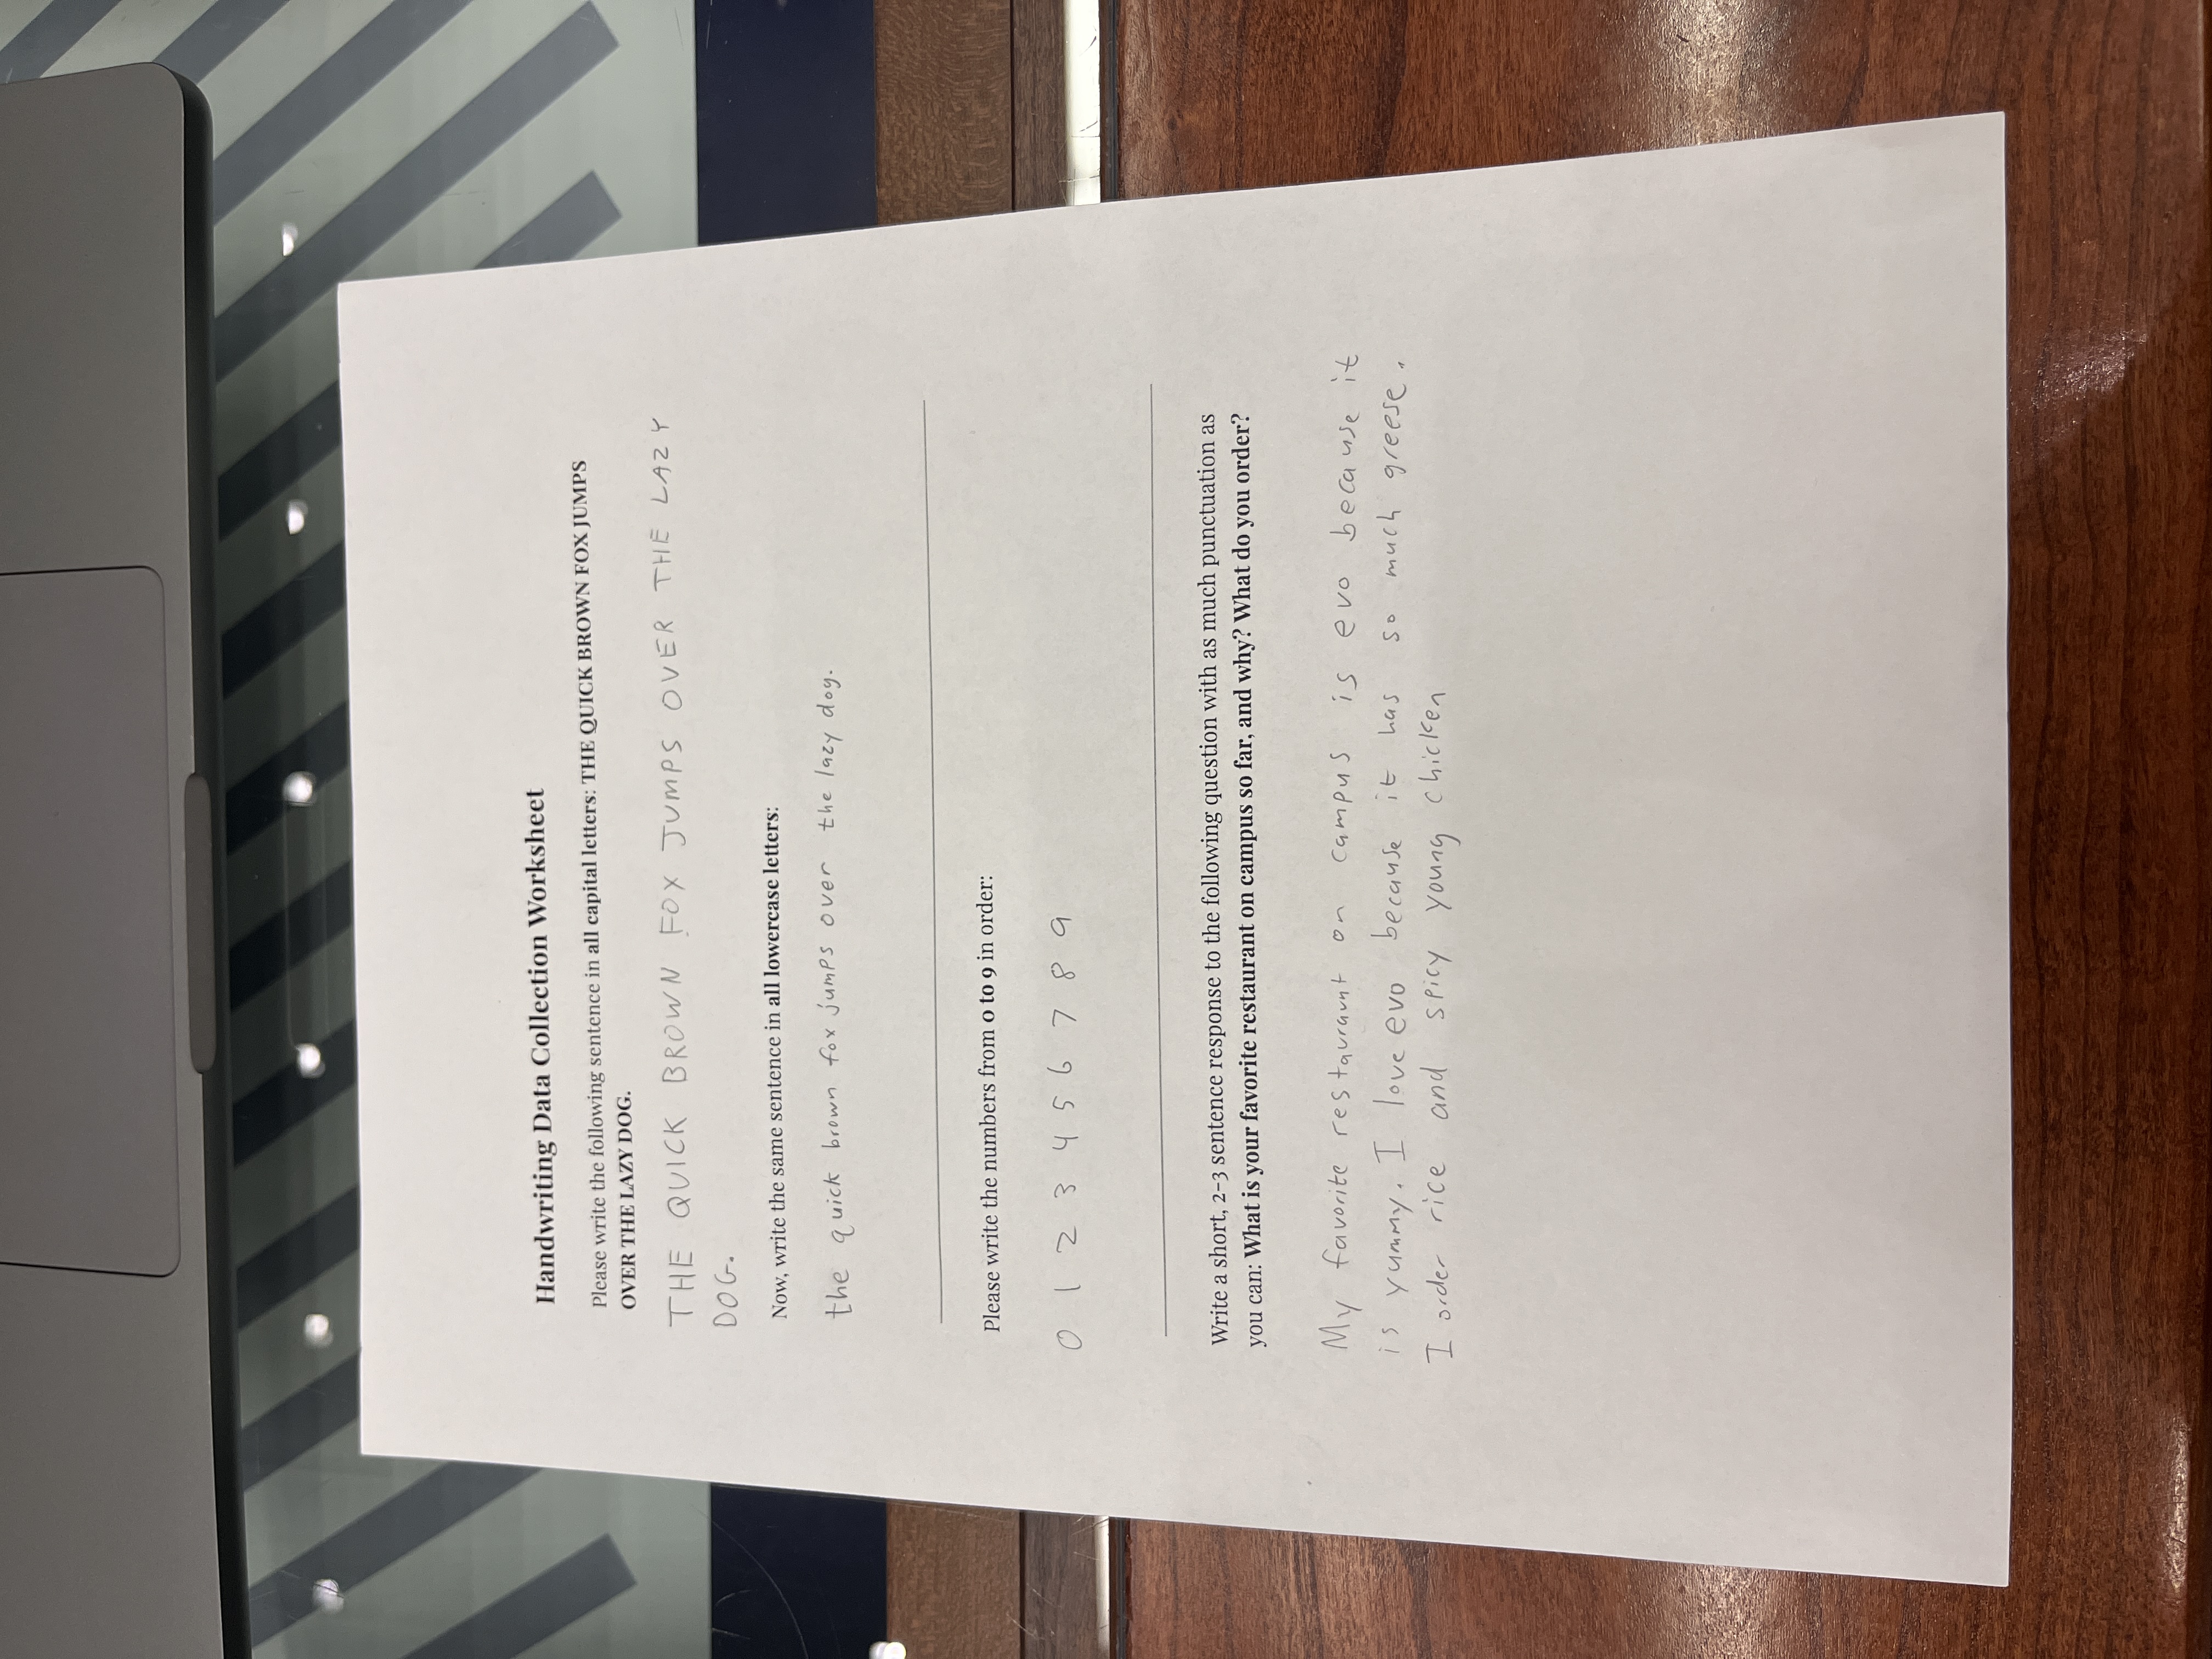 Handwriting Data Collection Worksheet
Please write the following sentence in all capital letters: THE QUICK BROWN FOX JUMPS
OVER THE LAZY DOG.
THE QUICK BROWN FOX JUMPS OVER THE LAZY
DOG.
Now, write the same sentence in all lowercase letters:
the quick brown fox jumps over the lazy dog.
Please write the numbers from 0 to 9 in order:
0 1 2 3 4 5 6 7 8 9
Write a short, 2-3 sentence response to the following question with as much punctuation as
you can: What is your favorite restaurant on campus so far, and why? What do you order?
My favorite restauraunt on campus is evo because it
is yummy. I love evo because it has so much greese.
I order rice and spicy young chicken